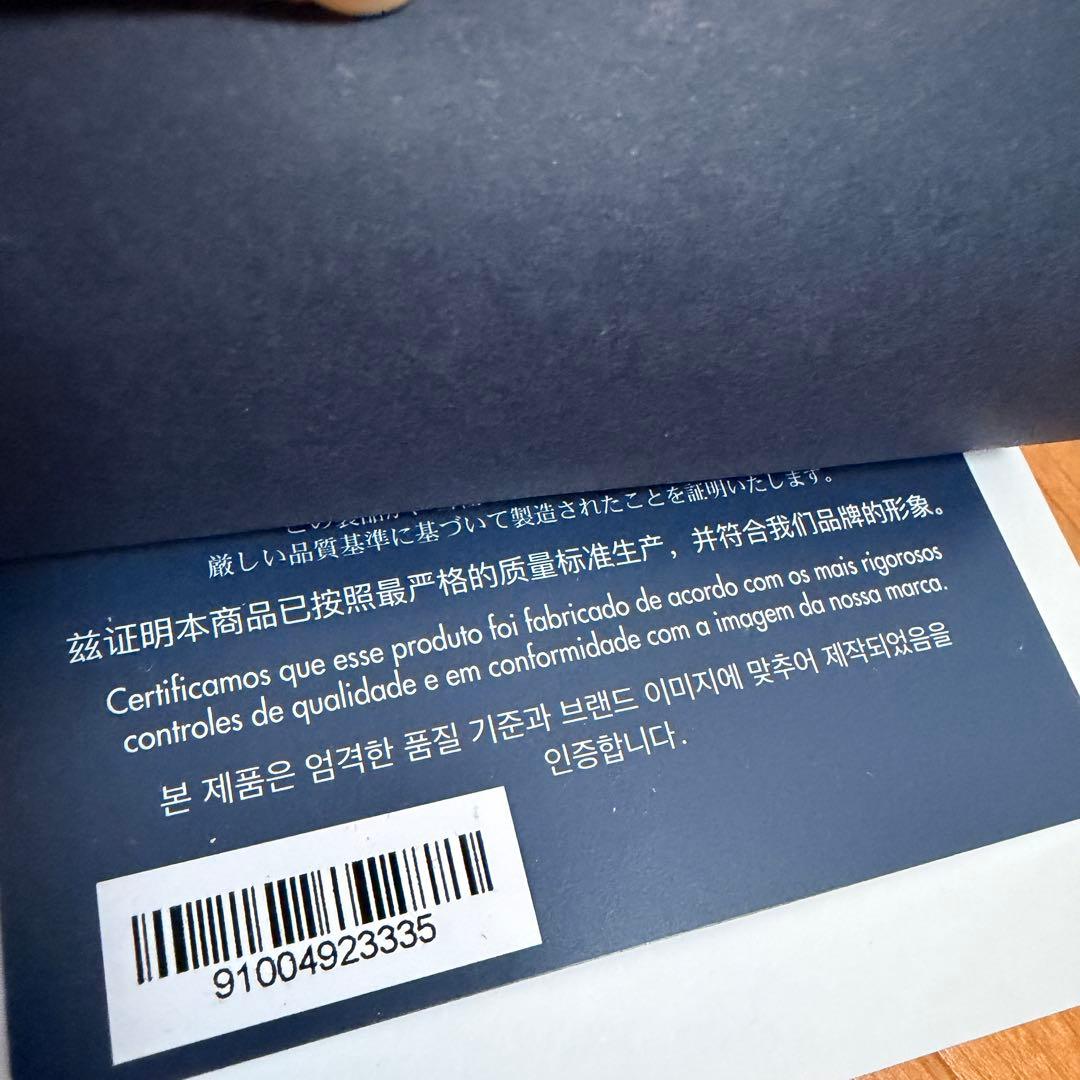 厳しい品質基準に基づいて製造されたことを証明いたします。
兹证明本商品已按照最严格的质量标准生产，并符合我们品牌的形象。
Certificamos que esse produto foi fabricado de acordo com os mais rigorosos
controles de qualidade e em conformidade com a imagem da nossa marca.
본 제품은 엄격한 품질 기준과 브랜드 이미지에 맞추어 제작되었음을
인증합니다.
91004923335